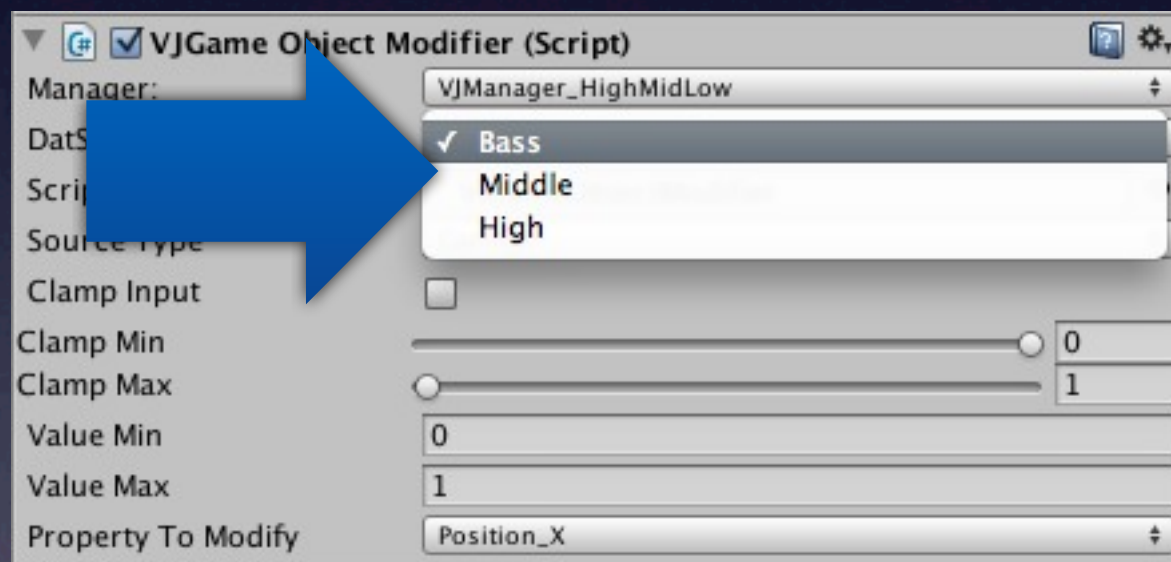 VJGame Object Modifier (Script)
Manager: VJManager_HighMidLow
✓ Bass
Middle
High
Clamp Input
Clamp Min 0
Clamp Max 1
Value Min 0
Value Max 1
Property To Modify Position_X